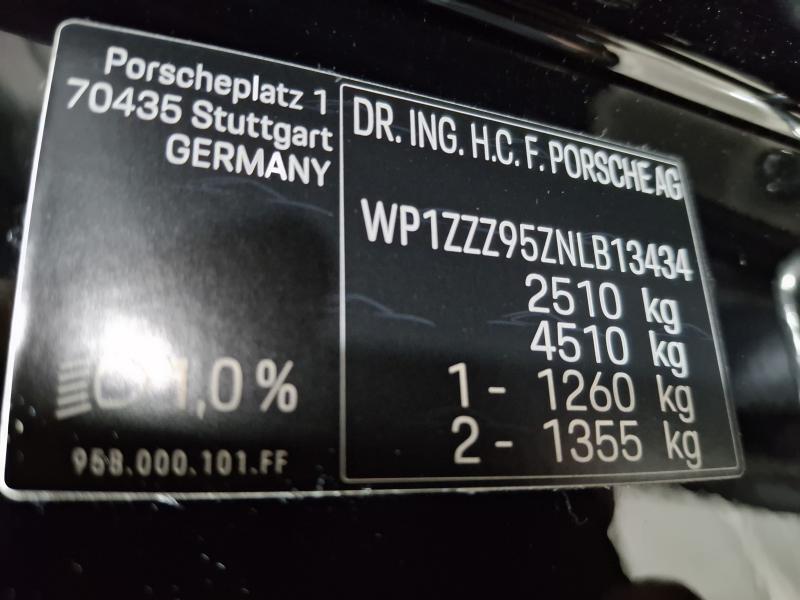 Porscheplatz 1
70435 Stuttgart
GERMANY
DR. ING. H.C. F. PORSCHE AG
WP1ZZZ95ZNLB13434
2510 kg
4510 kg
1 - 1260 kg
2 - 1355 kg
1,0 %
95B.000.101.FF